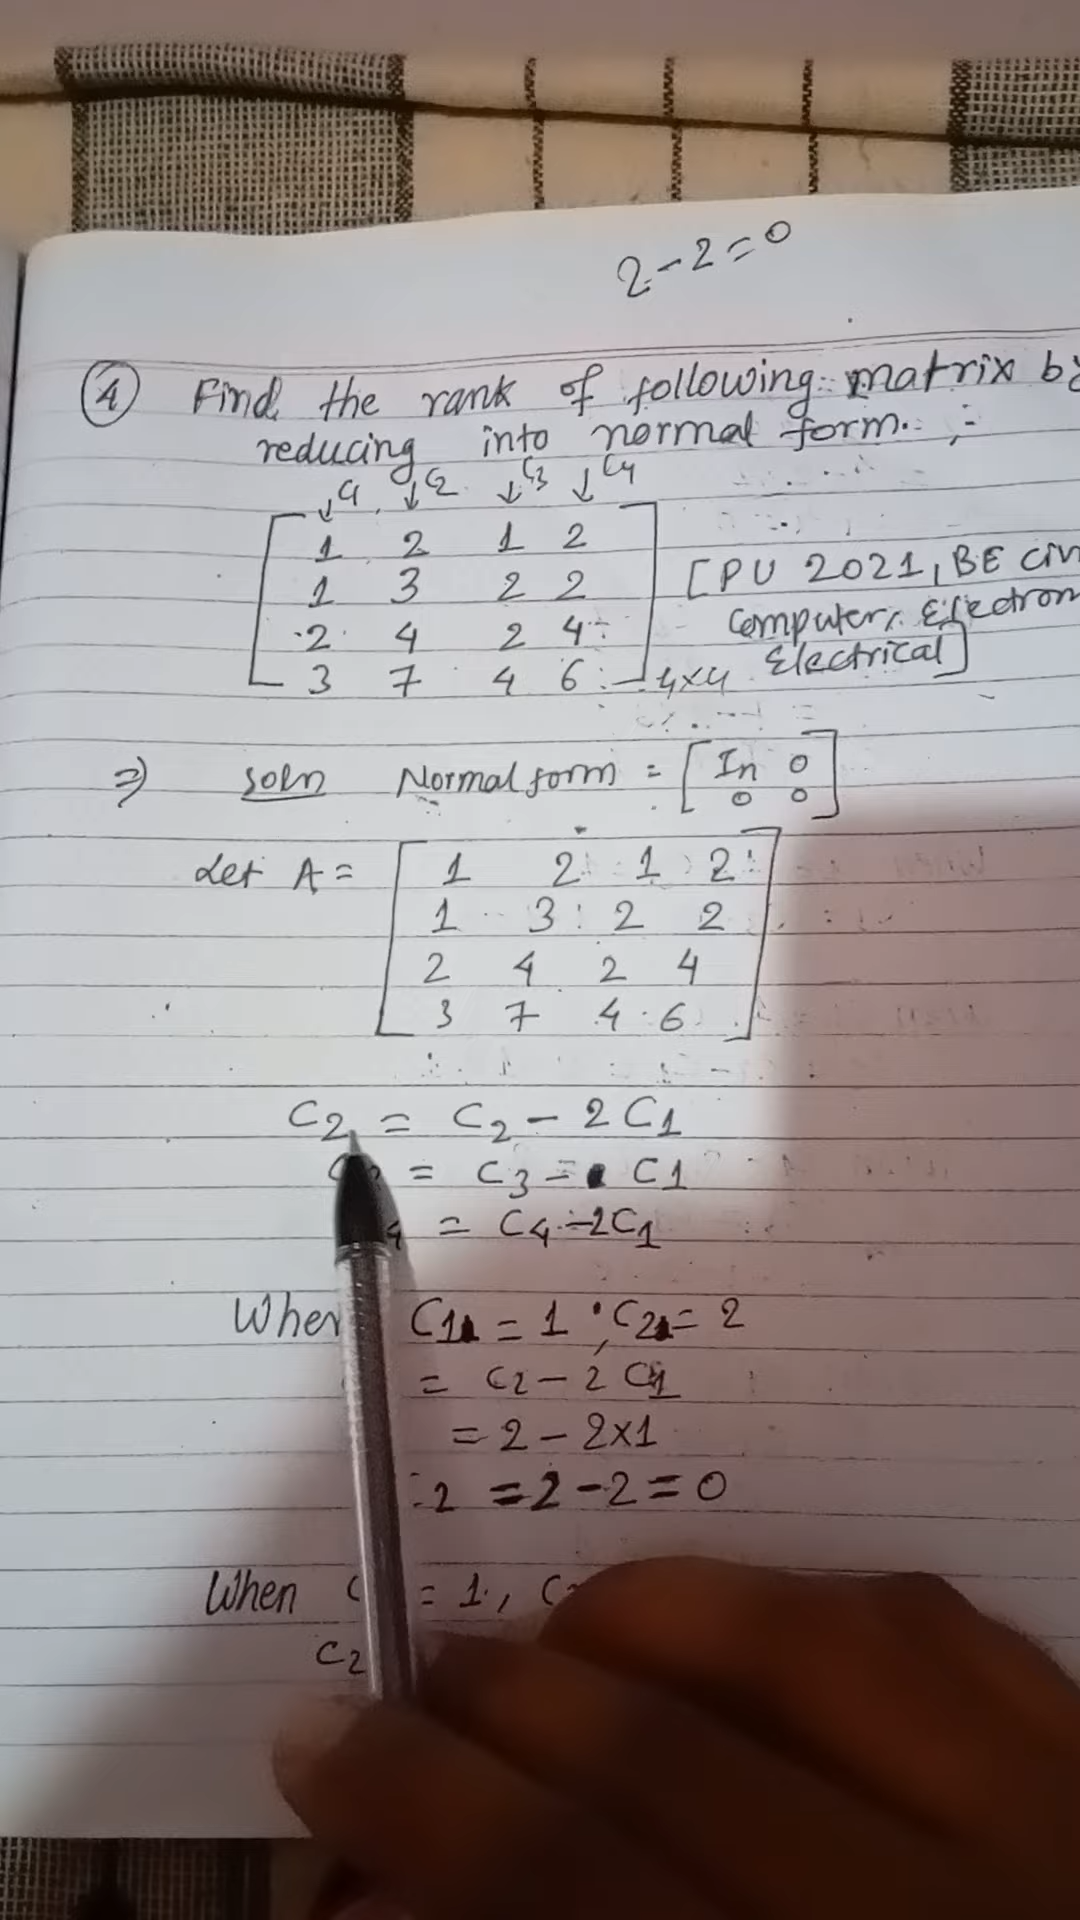 2-2=0
4 Find the rank of following matrix by
reducing into normal form. :-
C1 C2 C3 C4
1 2 1 2
1 3 2 2 [PU 2021, BE
2 4 2 4 Computer,
3 7 4 6 4×4 Electrical]
⇒ Soln Normal form = [ In 0
0 0 ]
Let A = 1 2 1 2
1 3 2 2
2 4 2 4
3 7 4 6
C2 = C2 - 2C1
= C3 - C1
4 = C4 - 2C1
When C1 = 1, C2 = 2
= C2 - 2C1
= 2 - 2×1
2 = 2 - 2 = 0
When C = 1,
C2